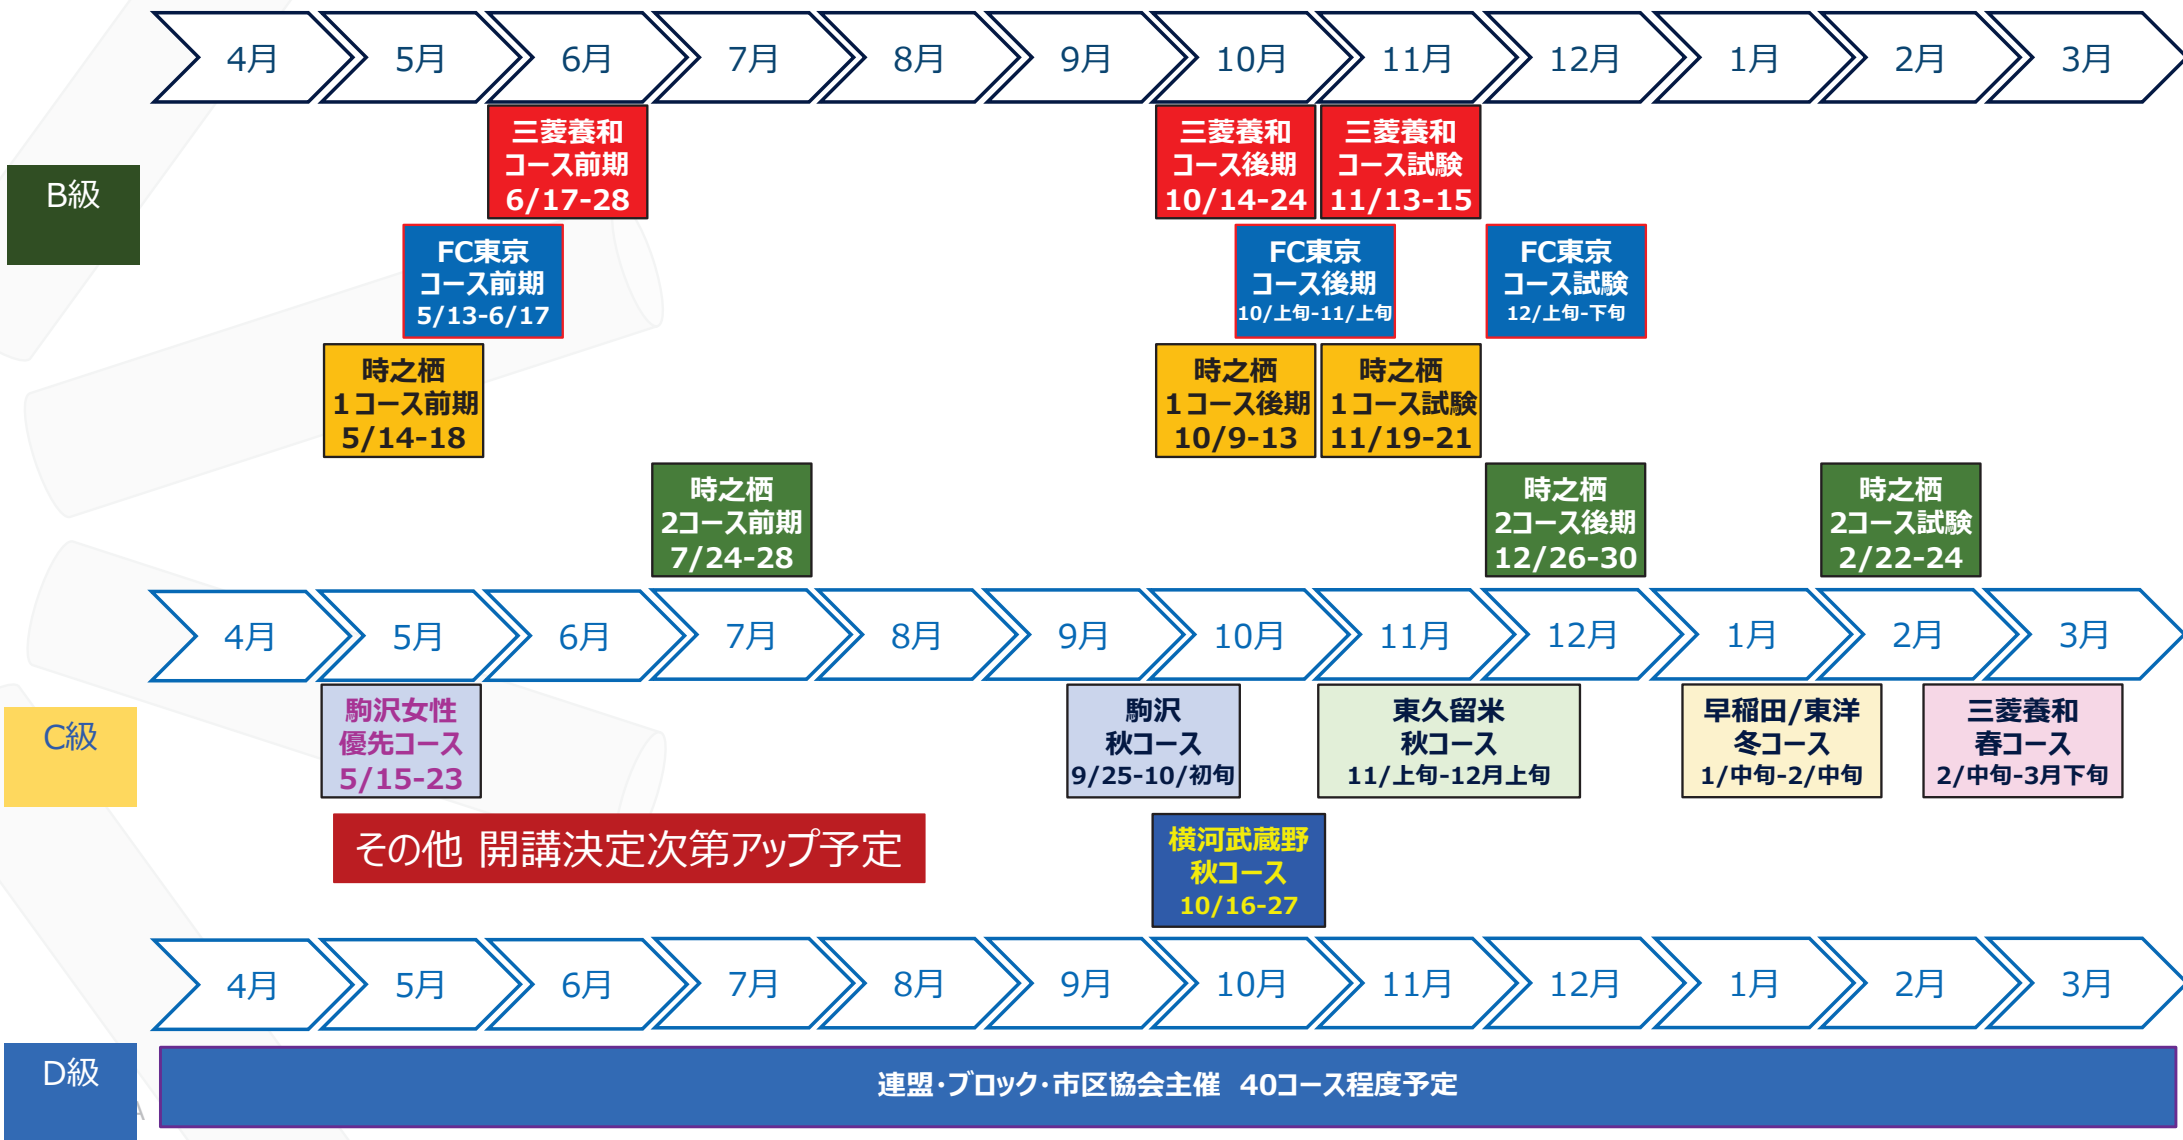 4月 5月 6月 7月 8月 9月 10月 11月 12月 1月 2月 3月
B級
三菱養和
コース前期
6/17-28
三菱養和
コース後期
10/14-24
三菱養和
コース試験
11/13-15
FC東京
コース前期
5/13-6/17
FC東京
コース後期
10/上旬-11/上旬
FC東京
コース試験
12/上旬-下旬
時之栖
1コース前期
5/14-18
時之栖
1コース後期
10/9-13
時之栖
1コース試験
11/19-21
時之栖
2コース前期
7/24-28
時之栖
2コース後期
12/26-30
時之栖
2コース試験
2/22-24
4月 5月 6月 7月 8月 9月 10月 11月 12月 1月 2月 3月
C級
駒沢女性
優先コース
5/15-23
駒沢
秋コース
9/25-10/初旬
東久留米
秋コース
11/上旬-12月上旬
早稲田/東洋
冬コース
1/中旬-2/中旬
三菱養和
春コース
2/中旬-3月下旬
その他 開講決定次第アップ予定
横河武蔵野
秋コース
10/16-27
4月 5月 6月 7月 8月 9月 10月 11月 12月 1月 2月 3月
D級
連盟・ブロック・市区協会主催 40コース程度予定